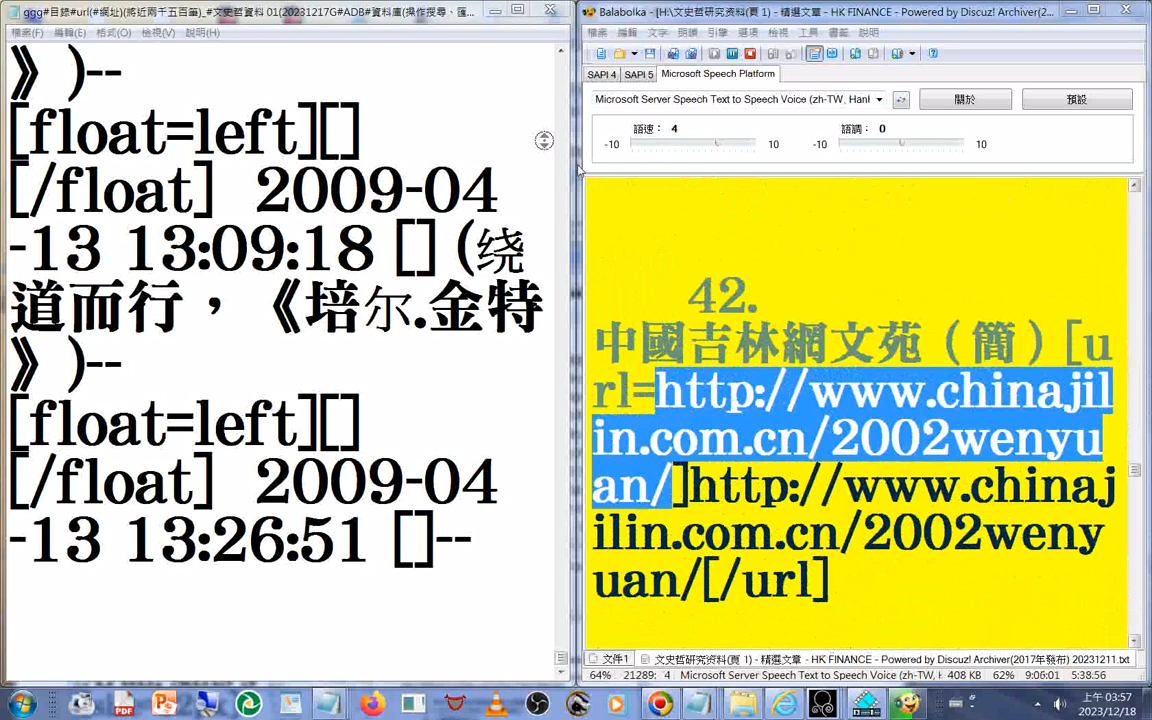 ggg#目錄#url(#網址)(將近兩千五百筆)_#文史哲資料 01(20231217G#ADB#資料庫(操作搜尋、匯...
檔案(F) 編輯(E) 格式(O) 檢視(V) 說明(H)
》)--
[float=left][]
[/float] 2009-04
-13 13:09:18 [] (绕
道而行，《培尔.金特
》)--
[float=left][]
[/float] 2009-04
-13 13:26:51 []--
Balabolka - [H:\文史哲研究资料(頁 1) - 精選文章 - HK FINANCE - Powered by Discuz! Archiver(2...
檔案 編輯 文字 朗讀 引擎 選項 檢視 工具 書籤 說明
SAPI 4 SAPI 5 Microsoft Speech Platform
Microsoft Server Speech Text to Speech Voice (zh-TW, Hanl
關於 預設
語速： 4 語調： 0
-10 10 -10 10
42.
中國吉林網文苑（簡）[u
rl=http://www.chinajil
in.com.cn/2002wenyu
an/]http://www.chinaj
ilin.com.cn/2002weny
yuan/[/url]
文件1 文史哲研究资料(頁 1) - 精選文章 - HK FINANCE - Powered by Discuz! Archiver(2017年發布) 20231211.txt
64% 21289: 4 Microsoft Server Speech Text to Speech Voice (zh-TW, 408 KB 62% 9:06:01 5:38:56
上午 03:57
2023/12/18